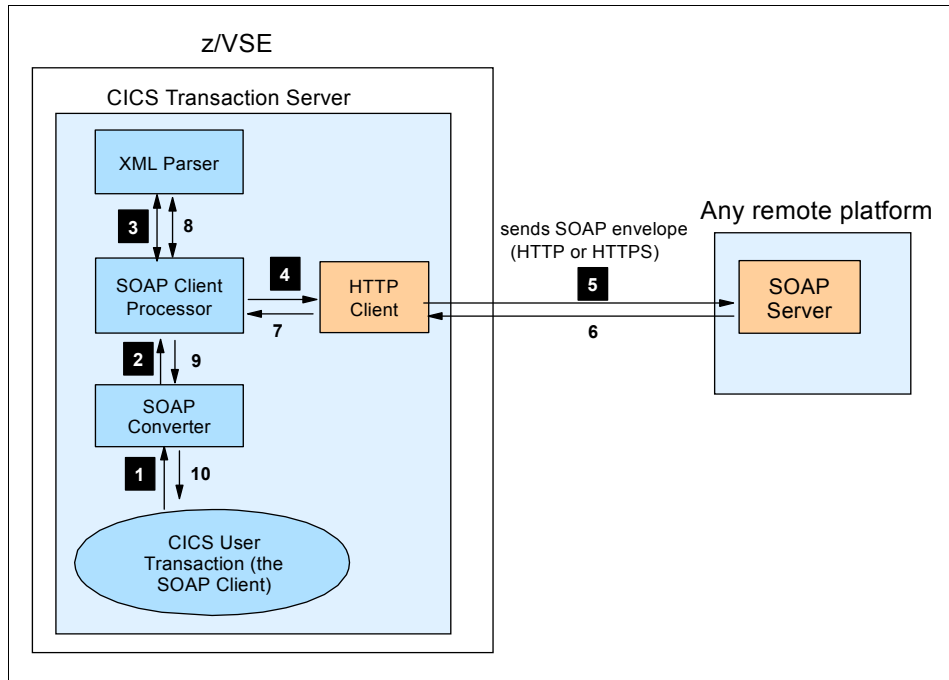 z/VSE
CICS Transaction Server
XML Parser
3
8
SOAP Client
Processor
4
7
HTTP
Client
sends SOAP envelope
(HTTP or HTTPS)
5
6
Any remote platform
SOAP
Server
2
9
SOAP
Converter
1
10
CICS User
Transaction (the
SOAP Client)